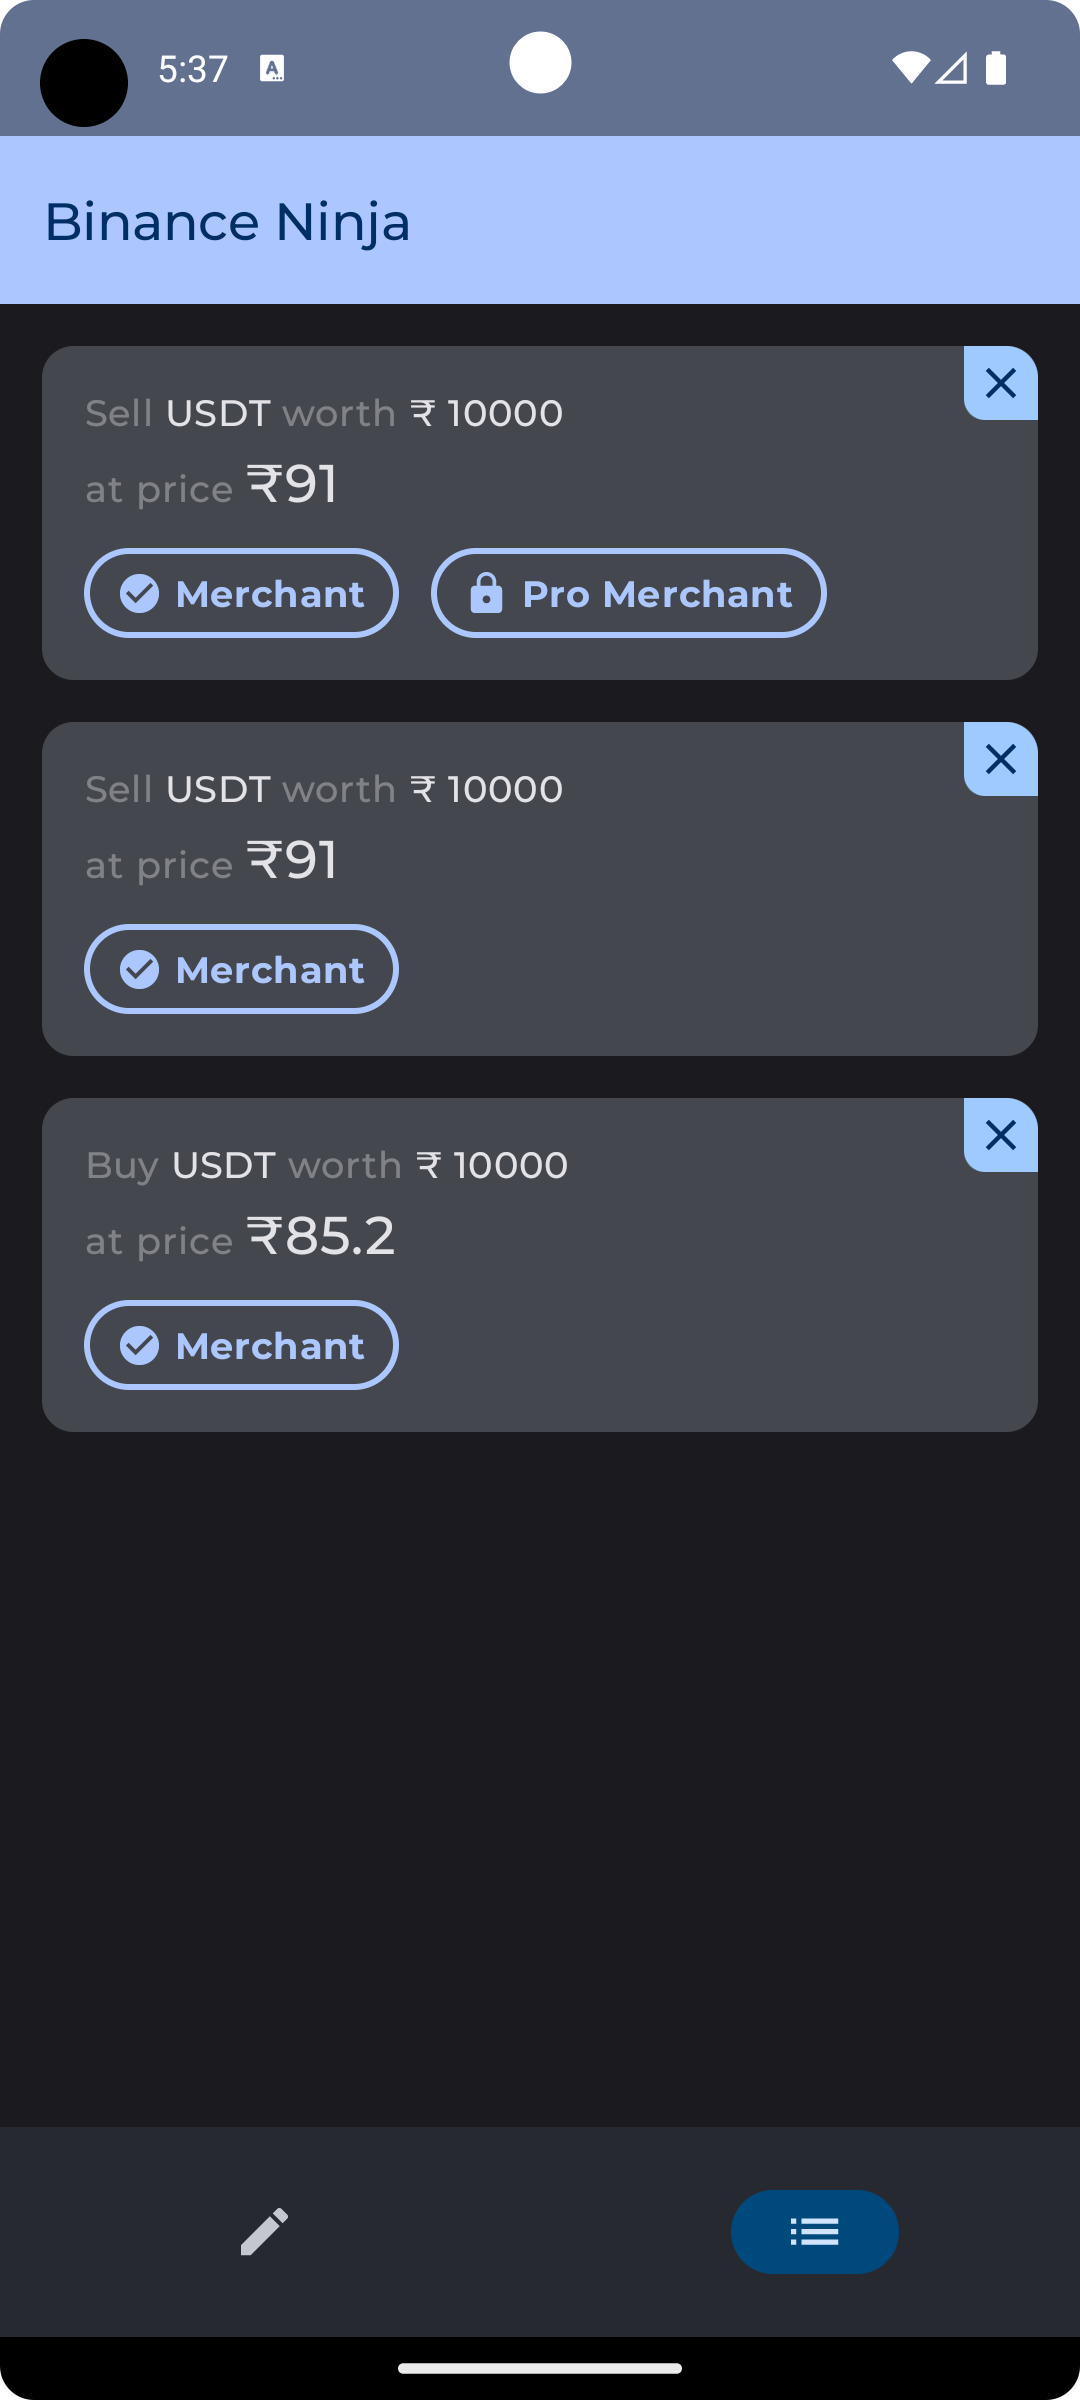 5:37
Binance Ninja
Sell USDT worth ₹ 10000
at price ₹91
Merchant Pro Merchant
Sell USDT worth ₹ 10000
at price ₹91
Merchant
Buy USDT worth ₹ 10000
at price ₹85.2
Merchant